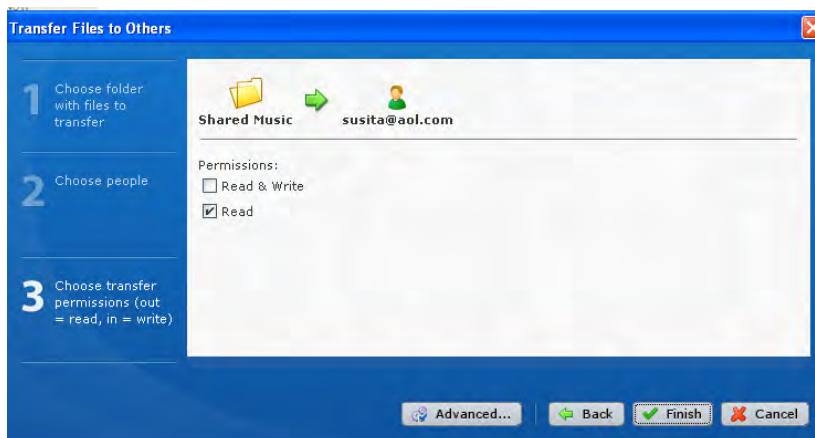 Transfer Files to Others
1 Choose folder
with files to
transfer
2 Choose people
3 Choose transfer
permissions (out
= read, in = write)
Shared Music susita@aol.com
Permissions:
Read & Write
Read
Advanced... Back Finish Cancel